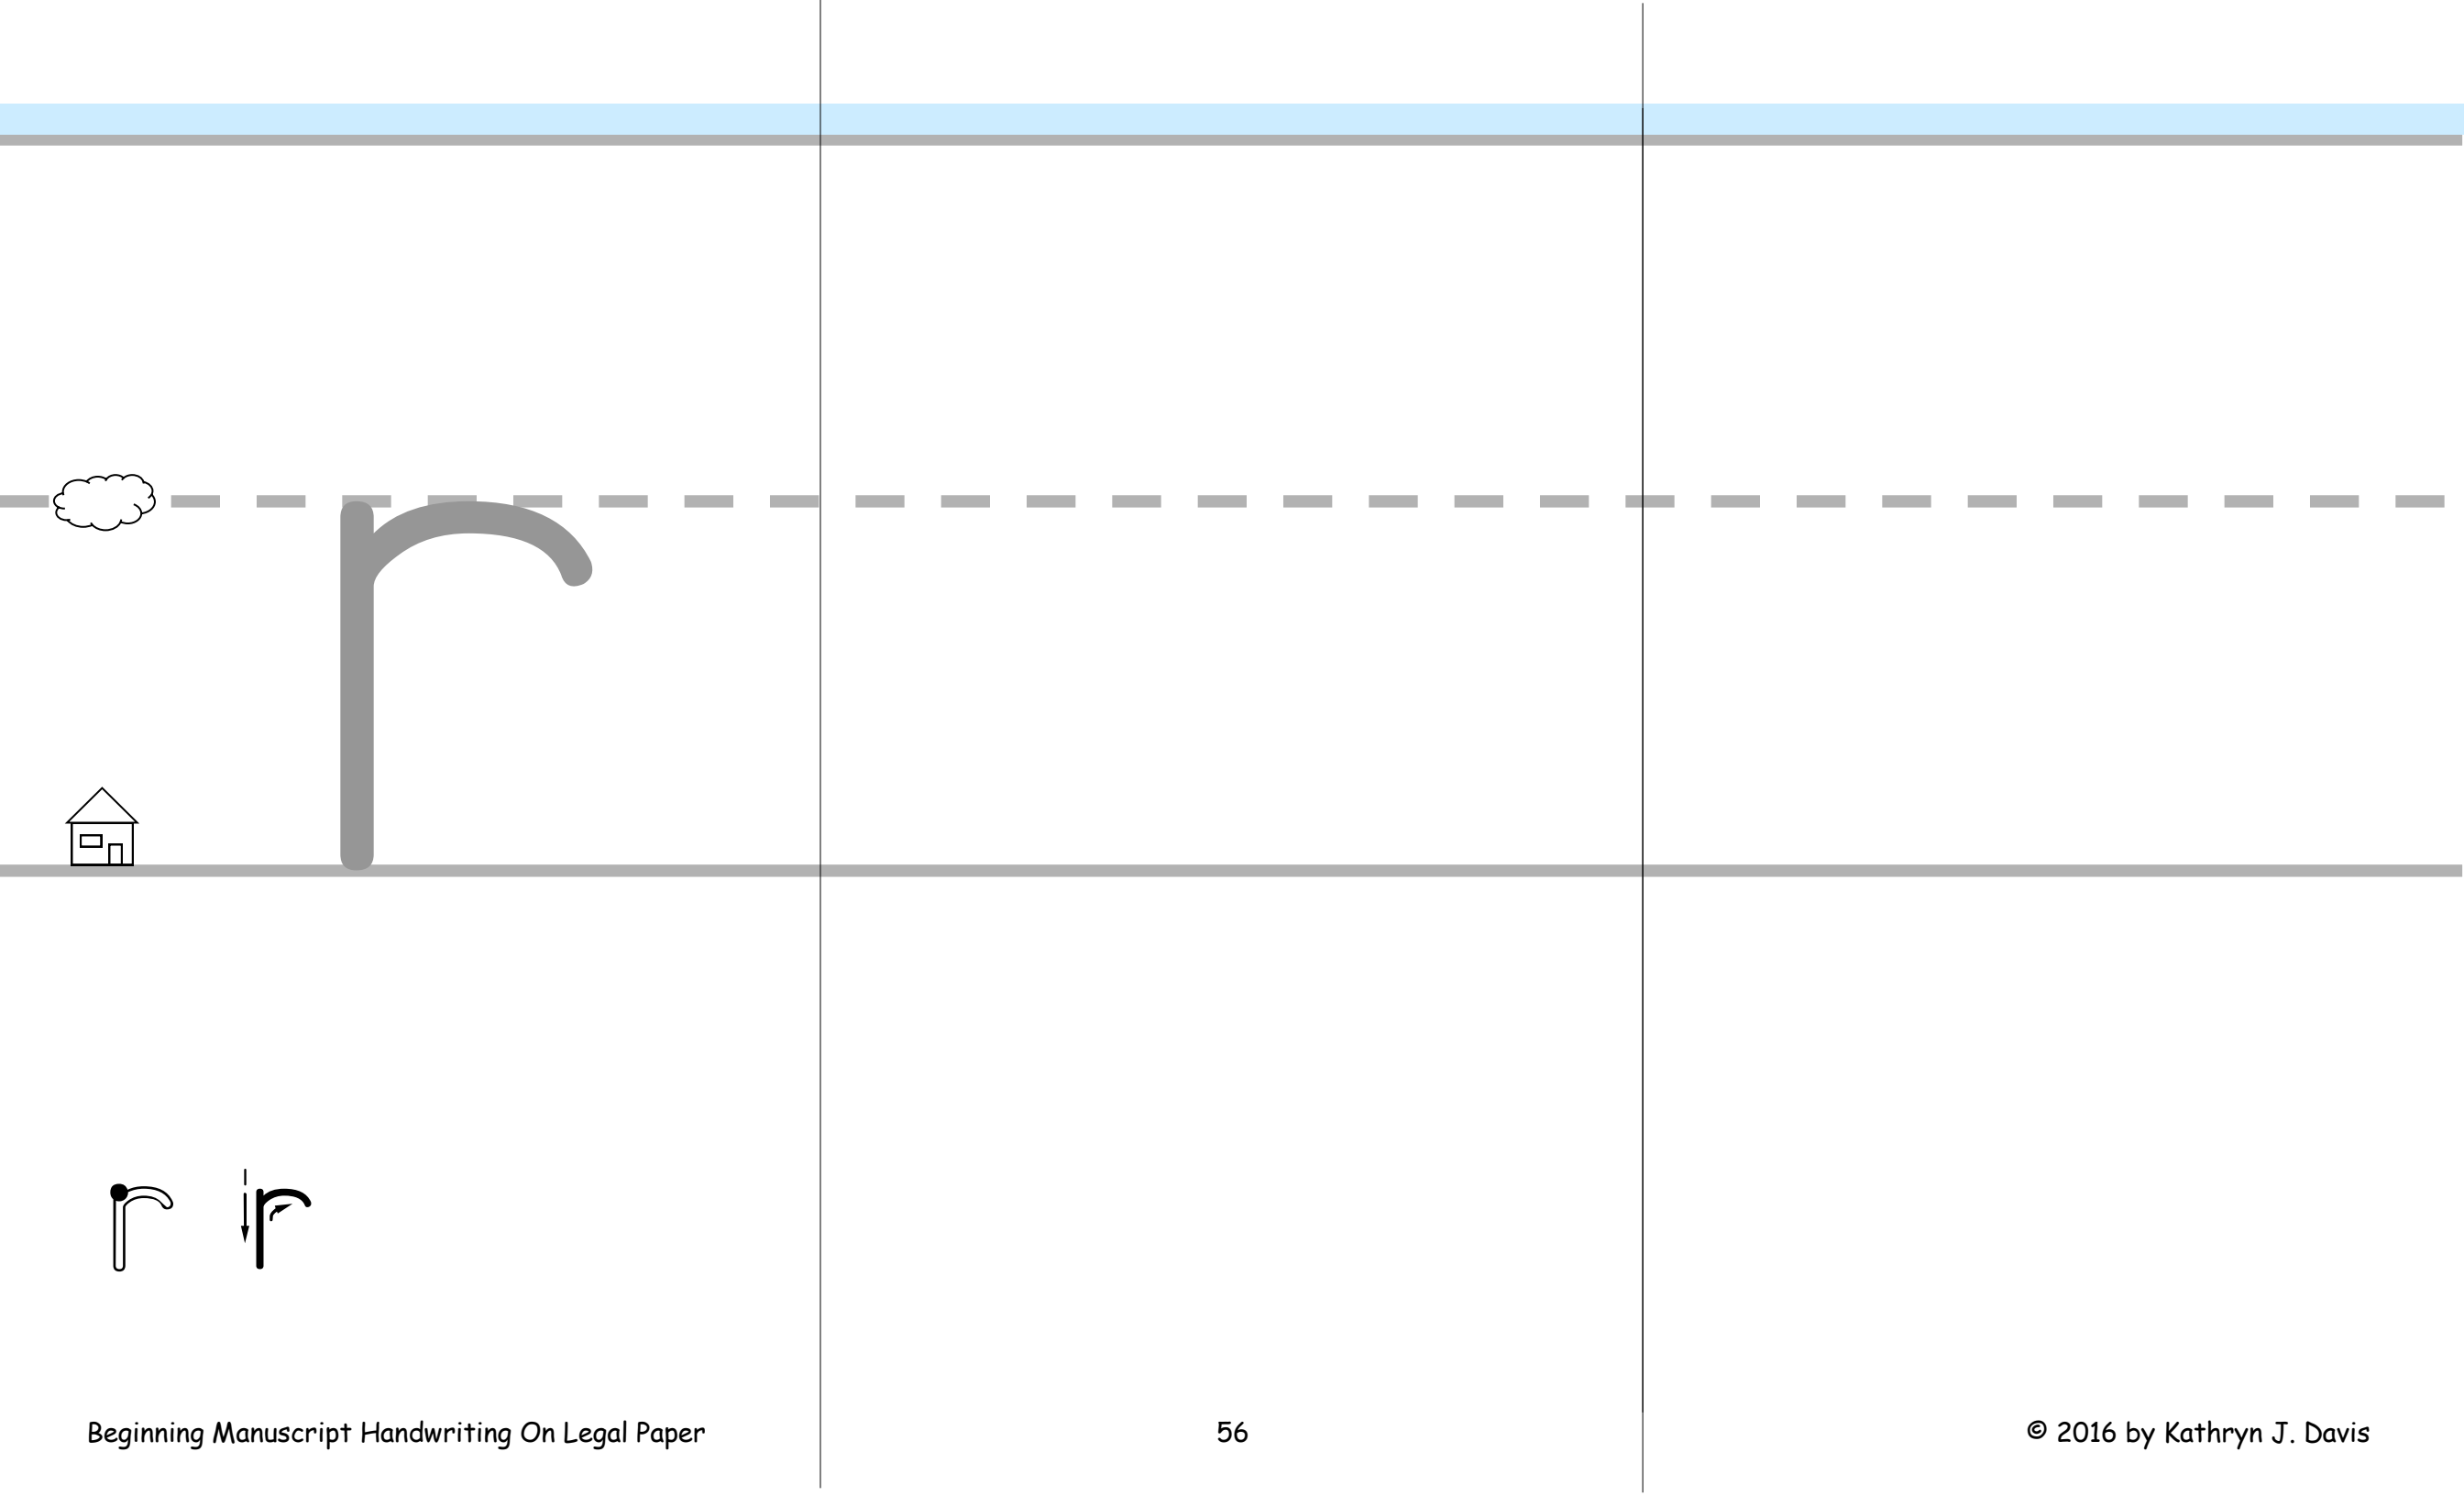 r
r r
Beginning Manuscript Handwriting On Legal Paper 56 © 2016 by Kathryn J. Davis